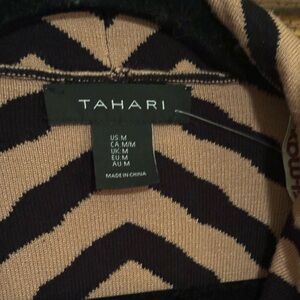 TAHARI
US: M
CA: M/M
UK: M
EU: M
AU: M
MADE IN CHINA